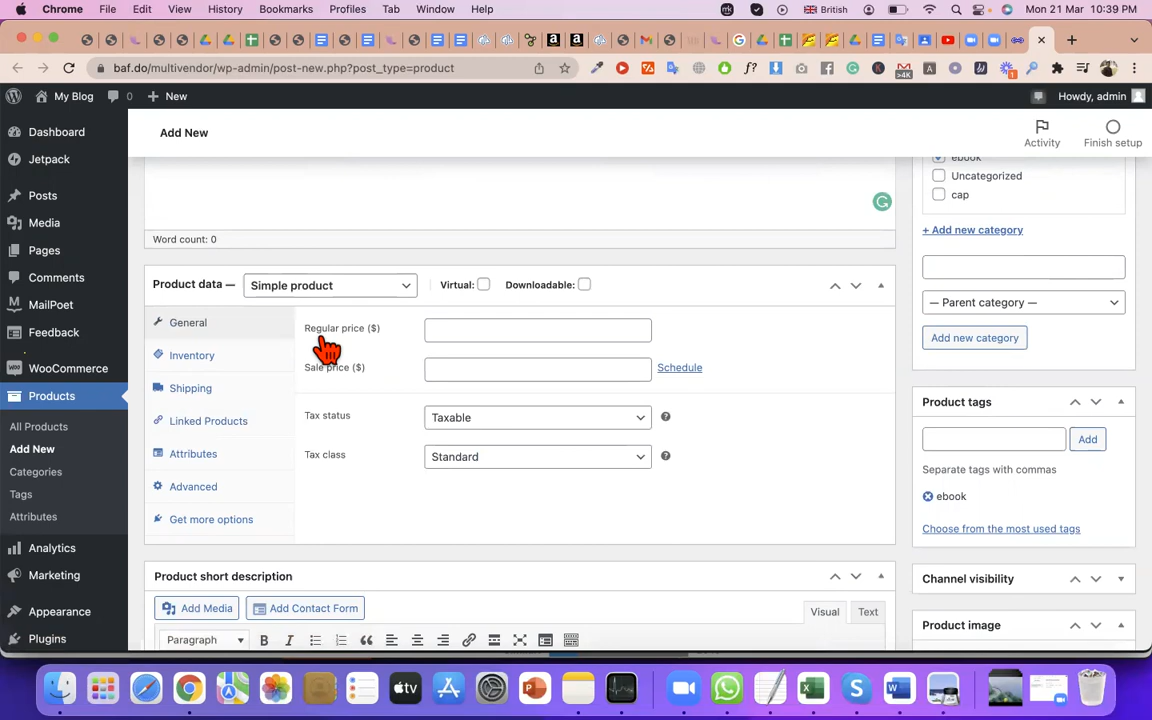 Chrome File Edit View History Bookmarks Profiles Tab Window Help British Mon 21 Mar 10:39 PM
baf.do/multivendor/wp-admin/post-new.php?post_type=product
My Blog 0 New Howdy, admin
Dashboard
Jetpack
Posts
Media
Pages
Comments
MailPoet
Feedback
WooCommerce
Products
All Products
Add New
Categories
Tags
Attributes
Analytics
Marketing
Appearance
Plugins
Add New
Activity
Finish setup
Word count: 0
Product data — Simple product Virtual: Downloadable:
General
Inventory
Shipping
Linked Products
Attributes
Advanced
Get more options
Regular price ($)
Sale price ($) Schedule
Tax status Taxable
Tax class Standard
Product short description
Add Media Add Contact Form Visual Text
Paragraph
ebook
Uncategorized
cap
+ Add new category
— Parent category —
Add new category
Product tags
Add
Separate tags with commas
ebook
Choose from the most used tags
Channel visibility
Product image